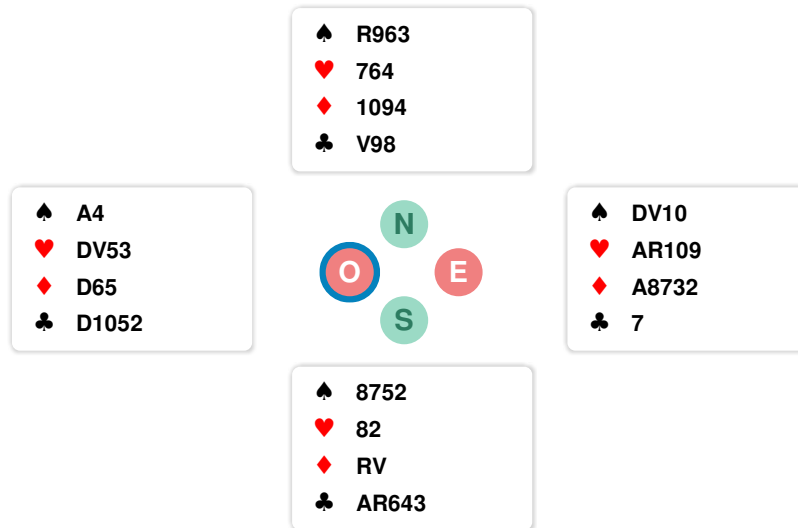 ♠ R963
♥ 764
♦ 1094
♣ V98
♠ A4
♥ DV53
♦ D65
♣ D1052
N
O
E
S
♠ DV10
♥ AR109
♦ A8732
♣ 7
♠ 8752
♥ 82
♦ RV
♣ AR643